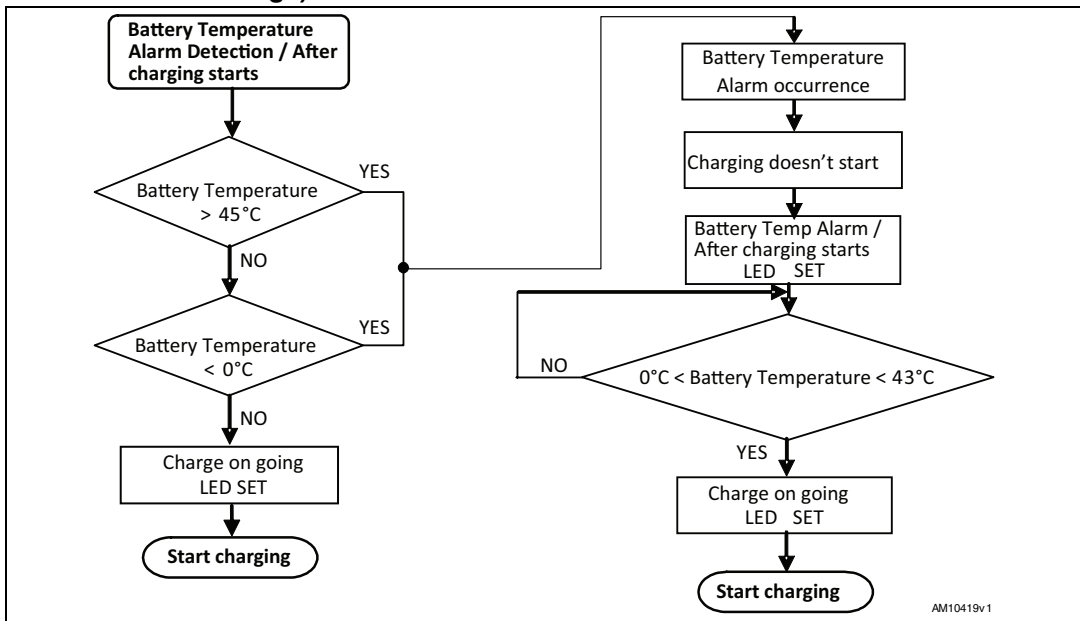 Battery Temperature
Alarm Detection / After
charging starts
YES
Battery Temperature
> 45°C
NO
YES
Battery Temperature
< 0°C
NO
Charge on going
LED SET
Start charging
Battery Temperature
Alarm occurrence
Charging doesn't start
Battery Temp Alarm /
After charging starts
LED SET
NO
0°C < Battery Temperature < 43°C
YES
Charge on going
LED SET
Start charging
AM10419v1